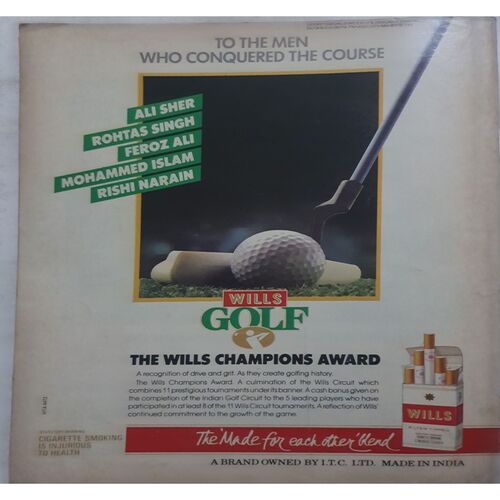 TO THE MEN
WHO CONQUERED THE COURSE
ALI SHER
ROHTAS SINGH
FEROZ ALI
MOHAMMED ISLAM
RISHI NARAIN
WILLS
GOLF
THE WILLS CHAMPIONS AWARD
A recognition of drive and grit. As they create golfing history.
The Wills Champions Award. A culmination of the Wills Circuit which
combines 11 prestigious tournaments under its banner. A cash bonus given on
the completion of the Indian Golf Circuit to the 5 leading players who have
participated in at least 8 of the 11 Wills Circuit tournaments. A reflection of Wills'
continued commitment to the growth of the game.
WILLS
STATUTORY WARNING:
CIGARETTE SMOKING
IS INJURIOUS
TO HEALTH
The 'Made for each other' blend
A BRAND OWNED BY I.T.C. LTD. MADE IN INDIA